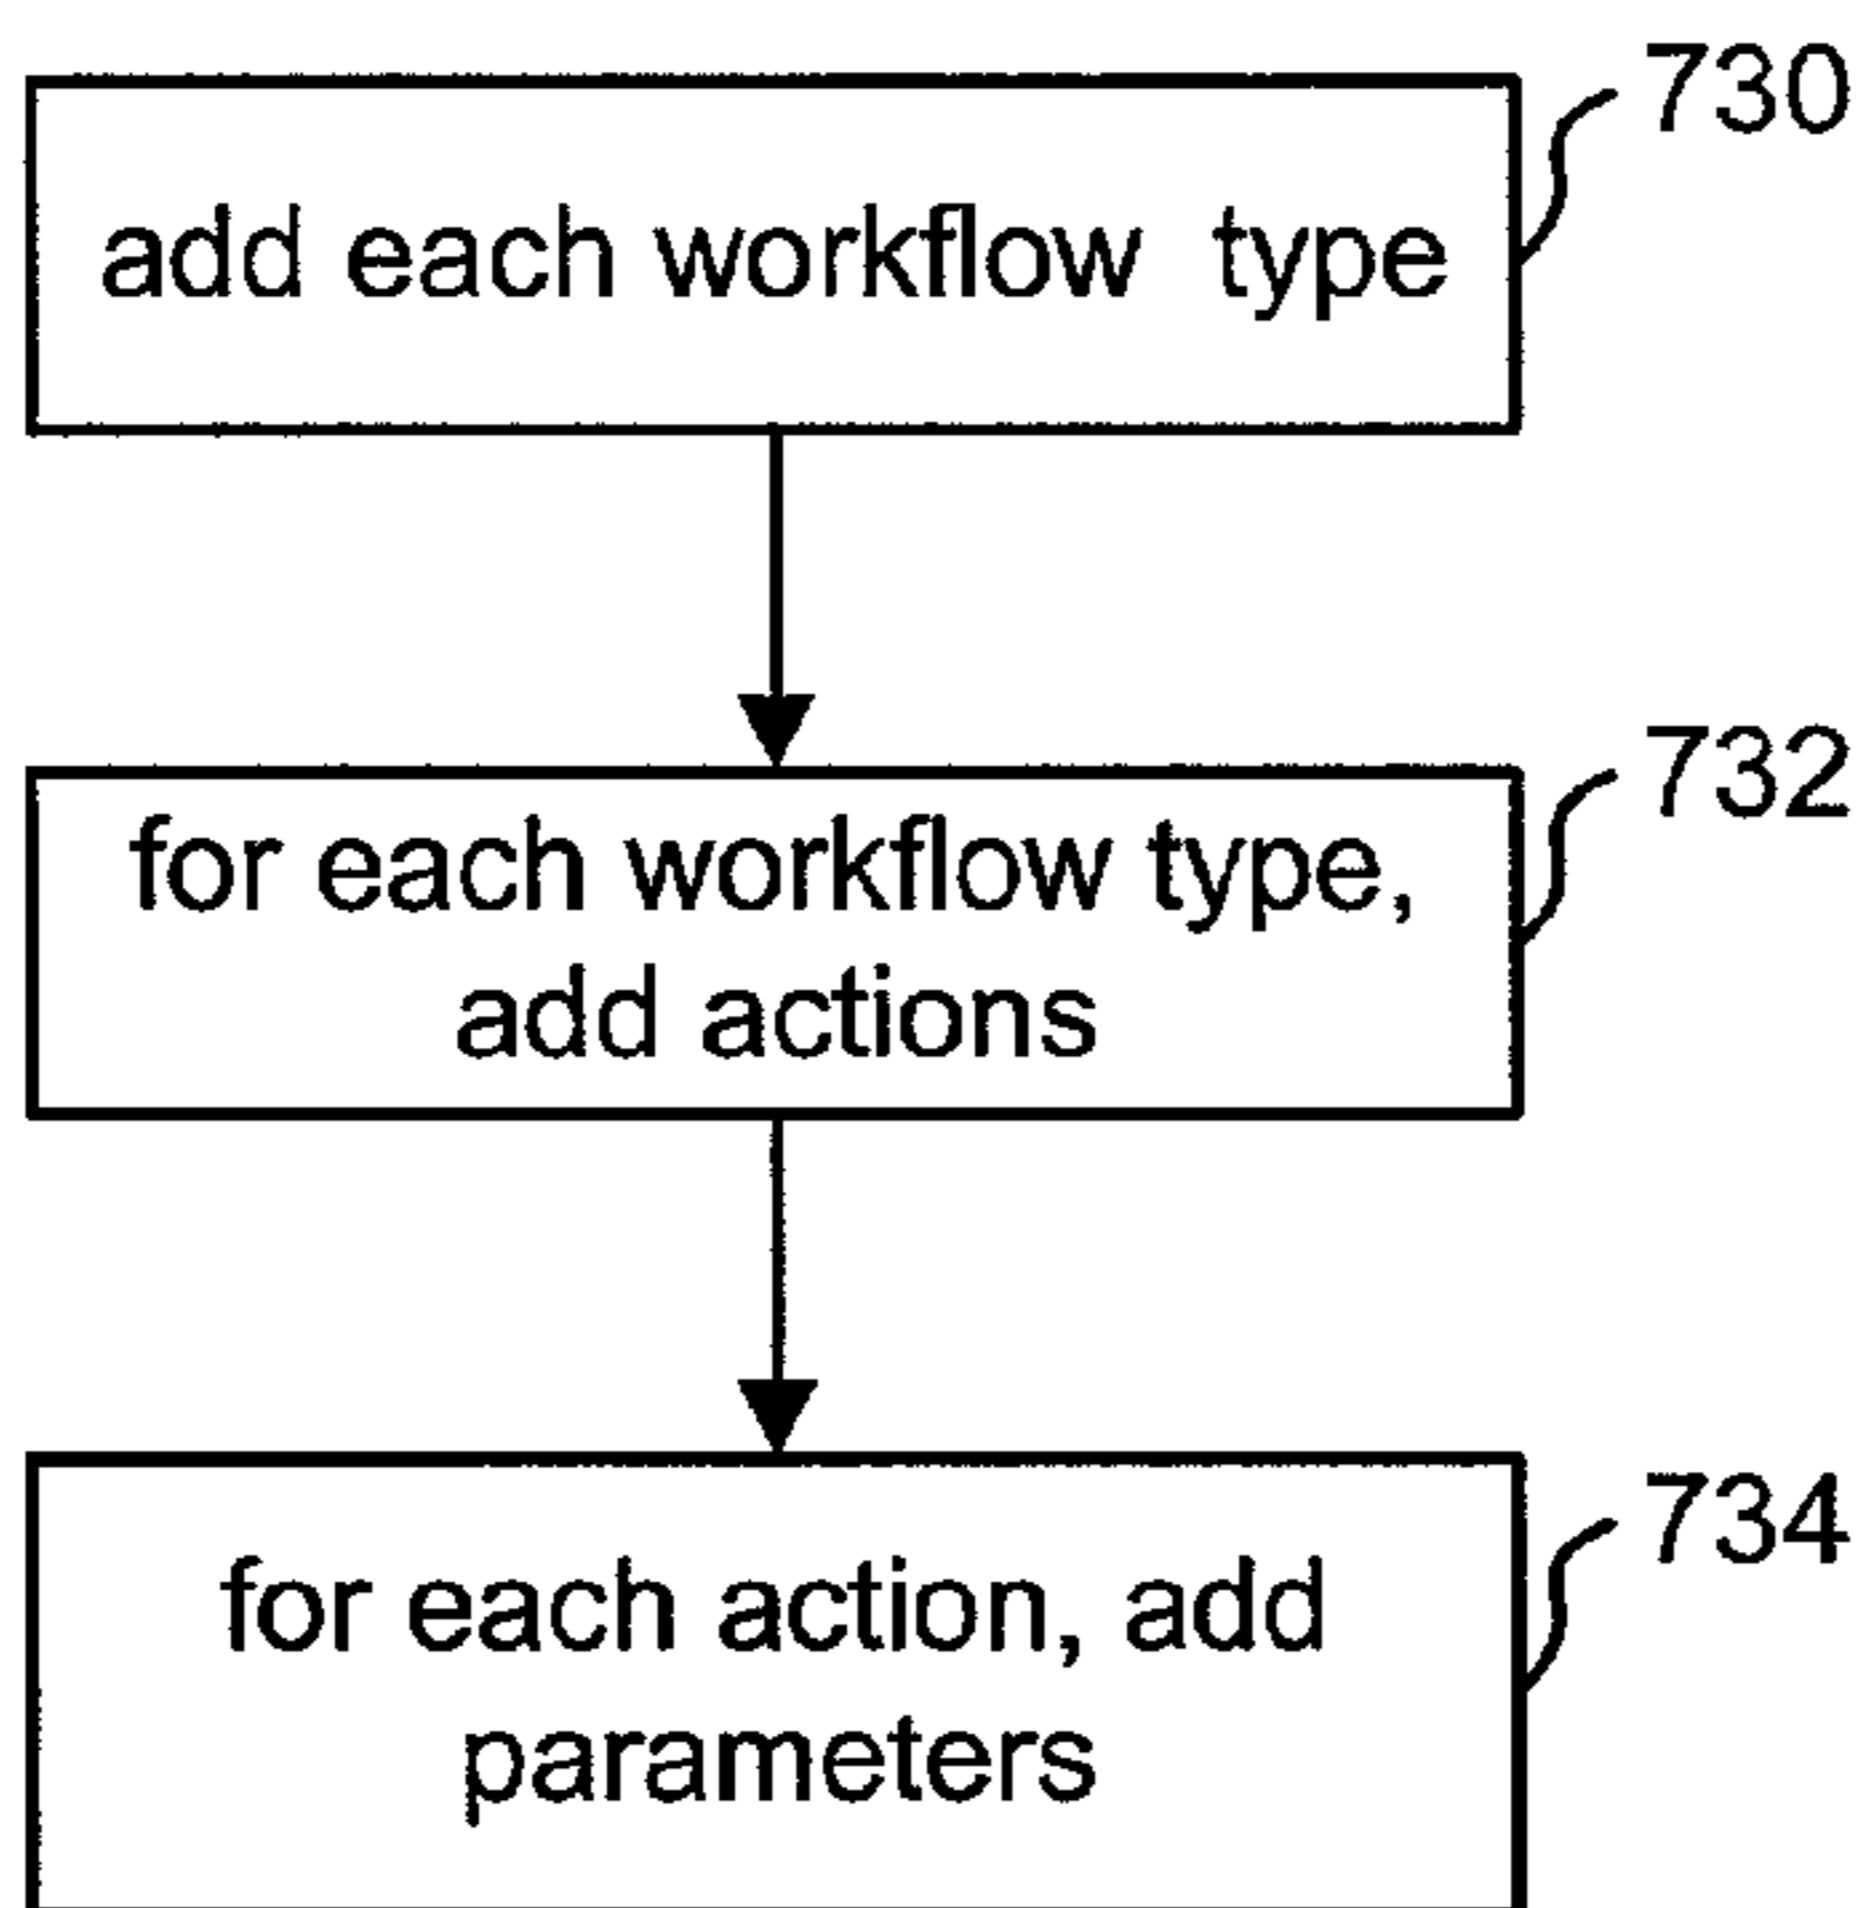 730
add each workflow type
732
for each workflow type,
add actions
734
for each action, add
parameters